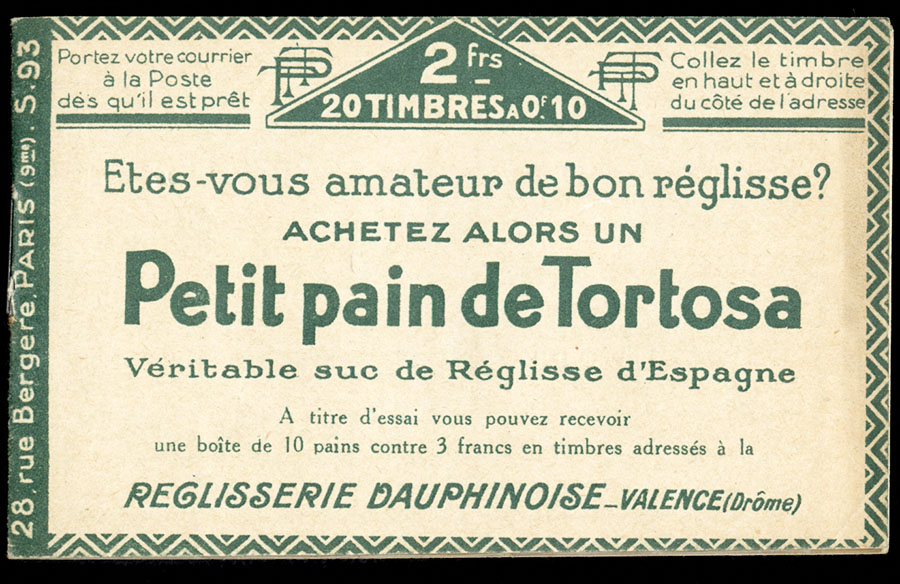 28, rue Bergère, PARIS (9me). S. 93
Portez votre courrier
à la Poste
dès qu'il est prêt
PTT
2 frs
20 TIMBRES A 0F.10
PTT
Collez le timbre
en haut et à droite
du côté de l'adresse
Etes-vous amateur de bon réglisse?
ACHETEZ ALORS UN
Petit pain de Tortosa
Véritable suc de Réglisse d'Espagne
A titre d'essai vous pouvez recevoir
une boîte de 10 pains contre 3 francs en timbres adressés à la
REGLISSERIE DAUPHINOISE_VALENCE (Drôme)